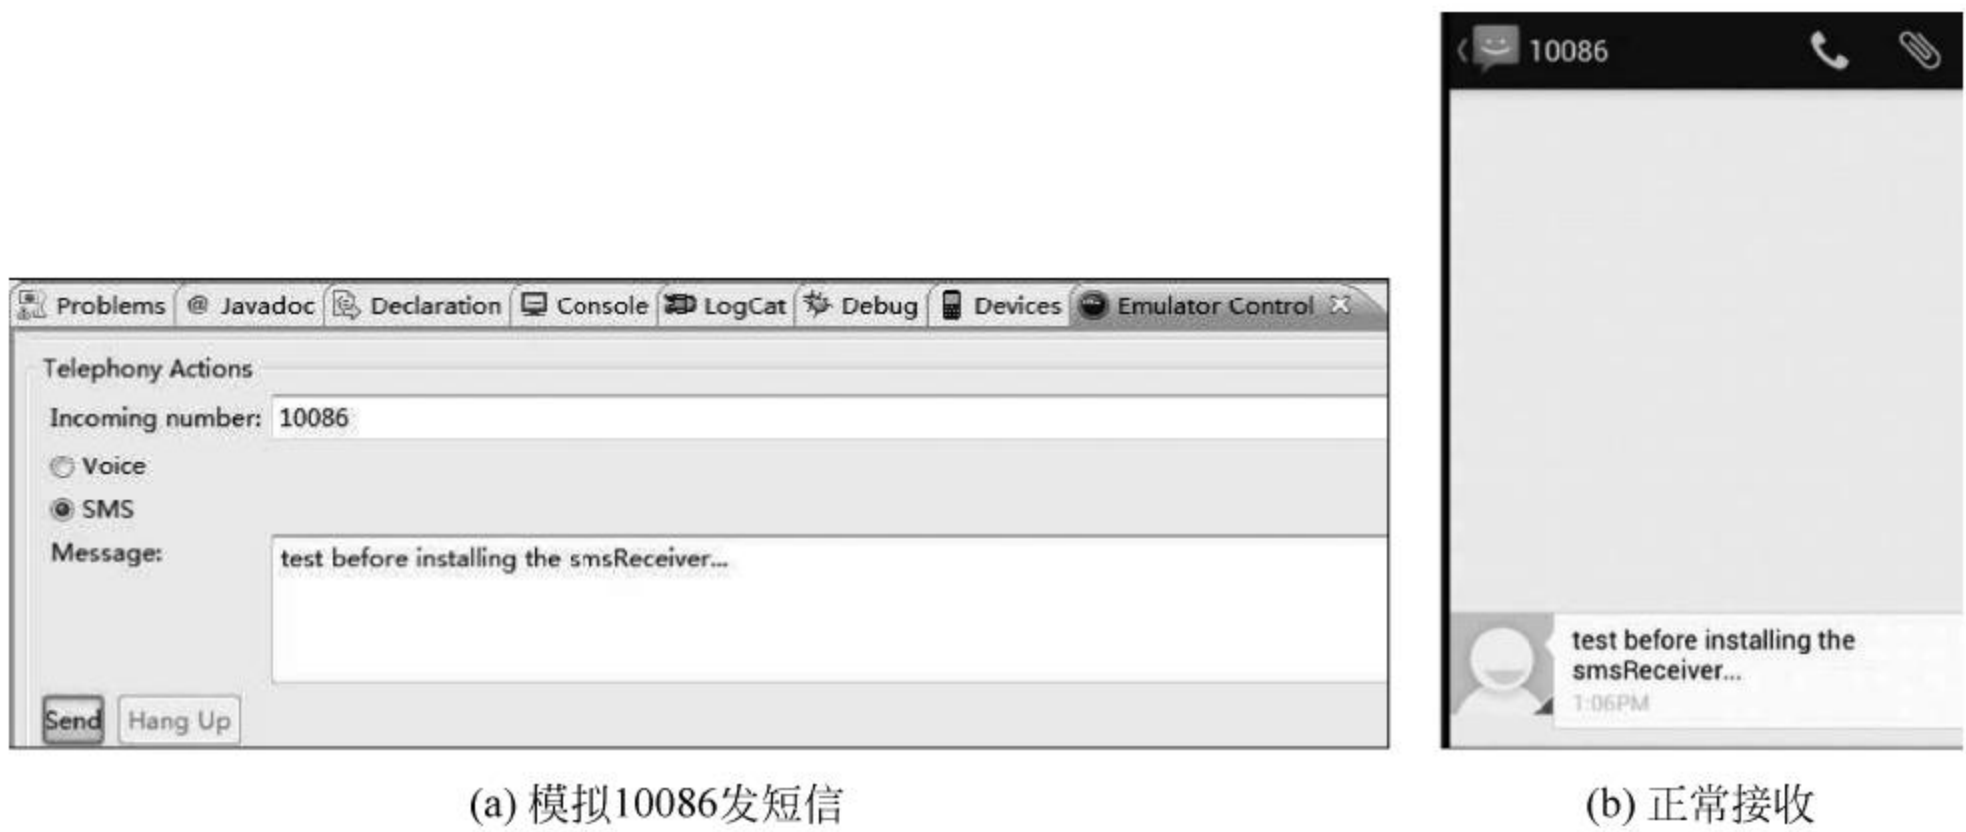 10086
Problems @ Javadoc Declaration Console LogCat Debug Devices Emulator Control
Telephony Actions
Incoming number: 10086
Voice
SMS
Message: test before installing the smsReceiver...
Send Hang Up
test before installing the
smsReceiver...
1:06PM
(a) 模拟10086发短信
(b) 正常接收